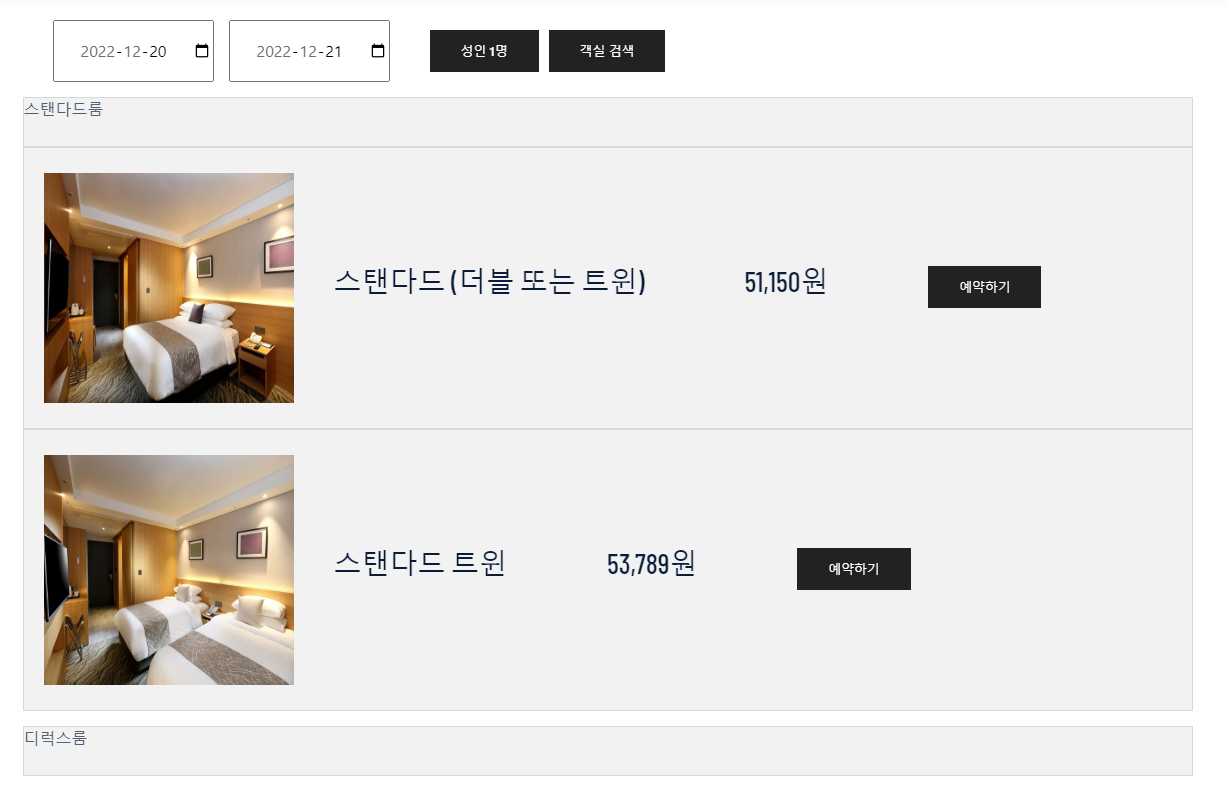 2022-12-20 2022-12-21 성인 1명 객실 검색
스탠다드룸
스탠다드 (더블 또는 트윈) 51,150원 예약하기
스탠다드 트윈 53,789원 예약하기
디럭스룸